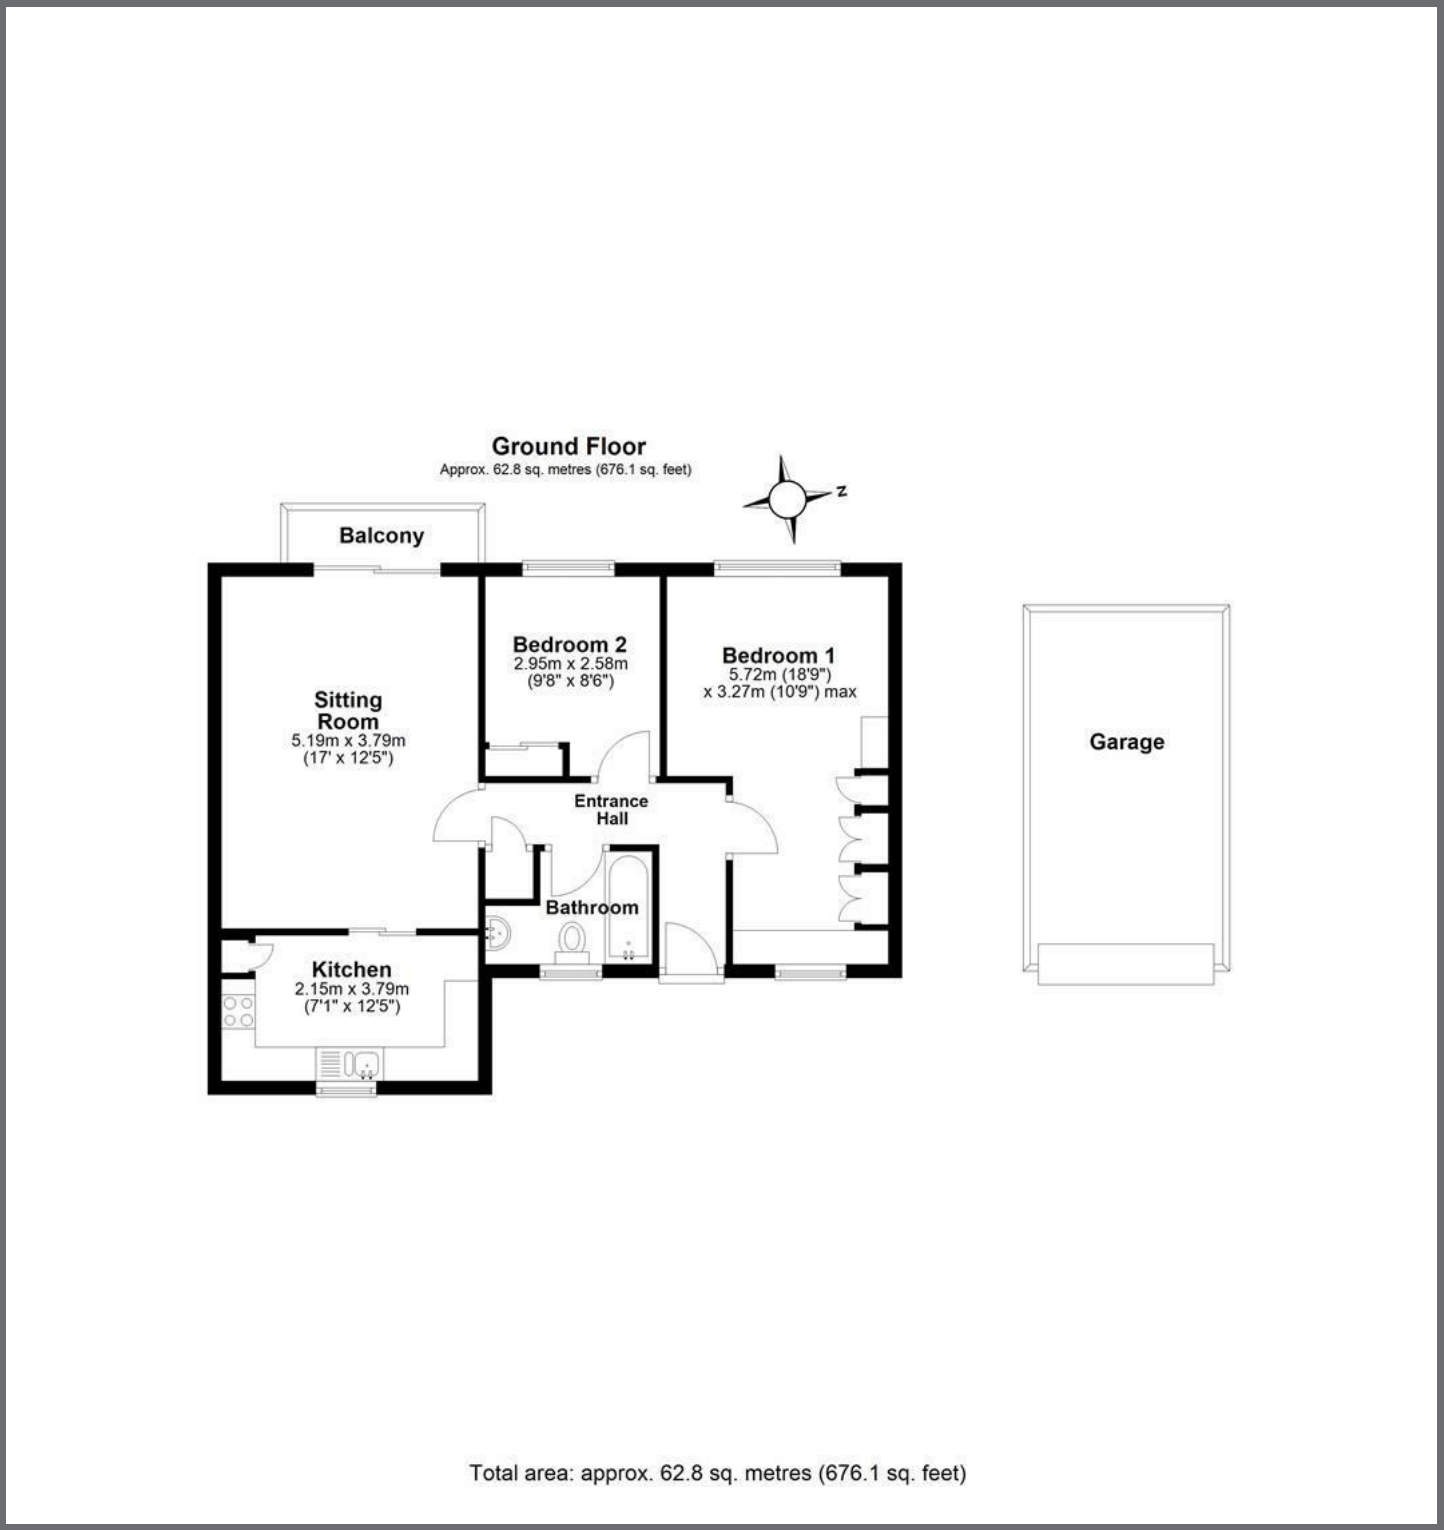 Ground Floor
Approx. 62.8 sq. metres (676.1 sq. feet)
N
Balcony
Bedroom 2
2.95m x 2.58m
(9'8" x 8'6")
Bedroom 1
5.72m (18'9")
x 3.27m (10'9") max
Sitting
Room
5.19m x 3.79m
(17' x 12'5")
Garage
Entrance
Hall
Bathroom
Kitchen
2.15m x 3.79m
(7'1" x 12'5")
Total area: approx. 62.8 sq. metres (676.1 sq. feet)